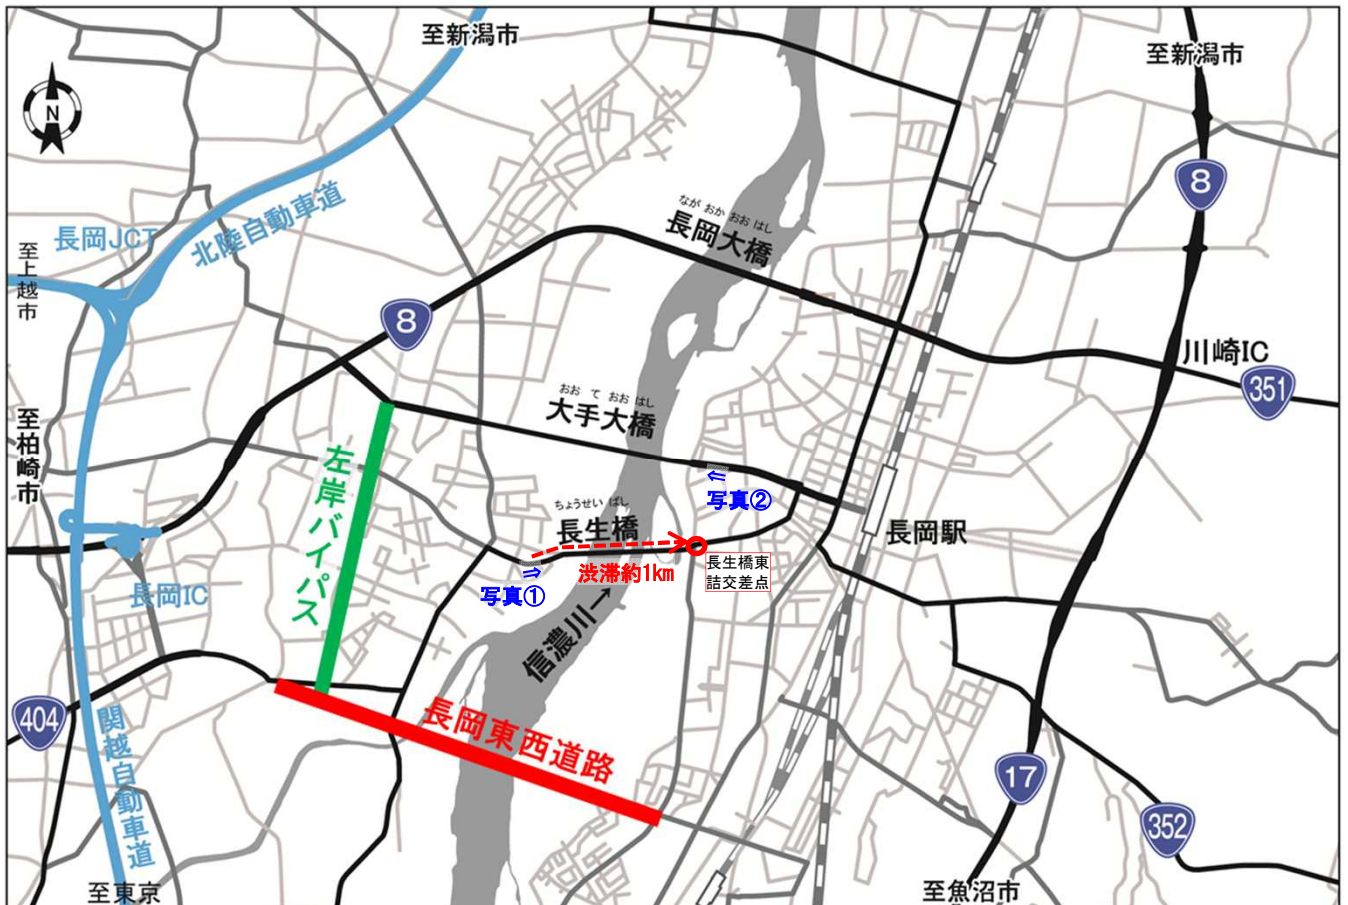 至新潟市
至新潟市
N
8
ながおかおおはし
長岡大橋
長岡JCT
北陸自動車道
至上越市
8
川崎IC
351
おおておおはし
大手大橋
至柏崎市
左岸バイパス
⇐
写真②
ちょうせいばし
長生橋
長岡駅
長生橋東
詰交差点
渋滞約1km
⇒
写真①
長岡IC
信濃川→
404
長岡東西道路
関越自動車道
17
352
至東京
至魚沼市